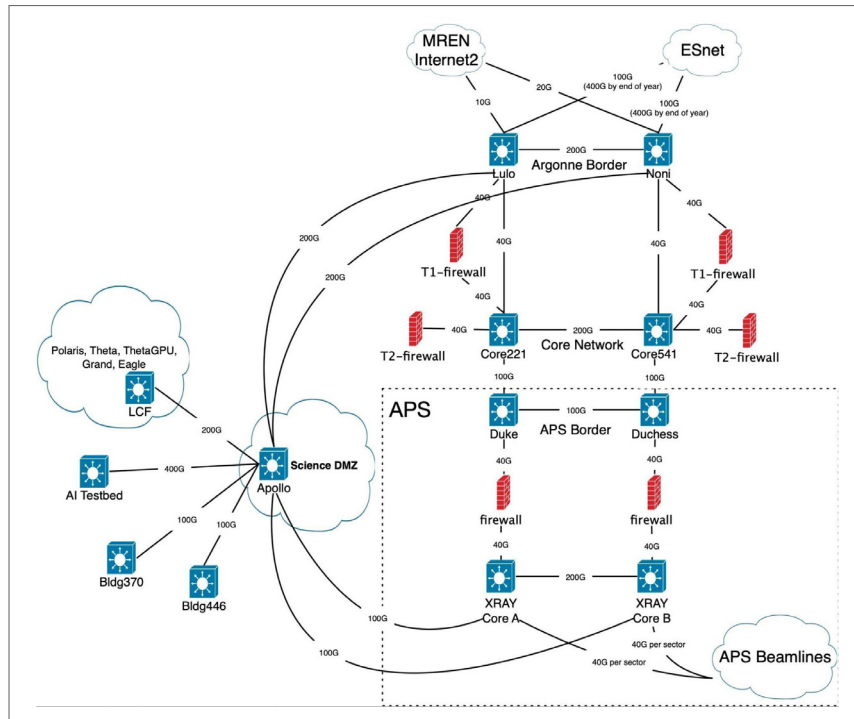 MREN
Internet2
ESnet
100G
(400G by end of year)
20G
10G
100G
(400G by end of year)
200G
Argonne Border
Lulo
Noni
40G
40G
200G
40G
40G
200G
T1-firewall
T1-firewall
40G
40G
40G
200G
40G
T2-firewall
Core221
Core Network
Core541
T2-firewall
Polaris, Theta, ThetaGPU,
Grand, Eagle
LCF
100G
100G
APS
100G
Duke
APS Border
Duchess
200G
40G
40G
Science DMZ
400G
AI Testbed
Apollo
firewall
firewall
100G
100G
40G
40G
Bldg370
Bldg446
200G
XRAY
Core A
XRAY
Core B
100G
100G
40G per sector
40G per sector
APS Beamlines